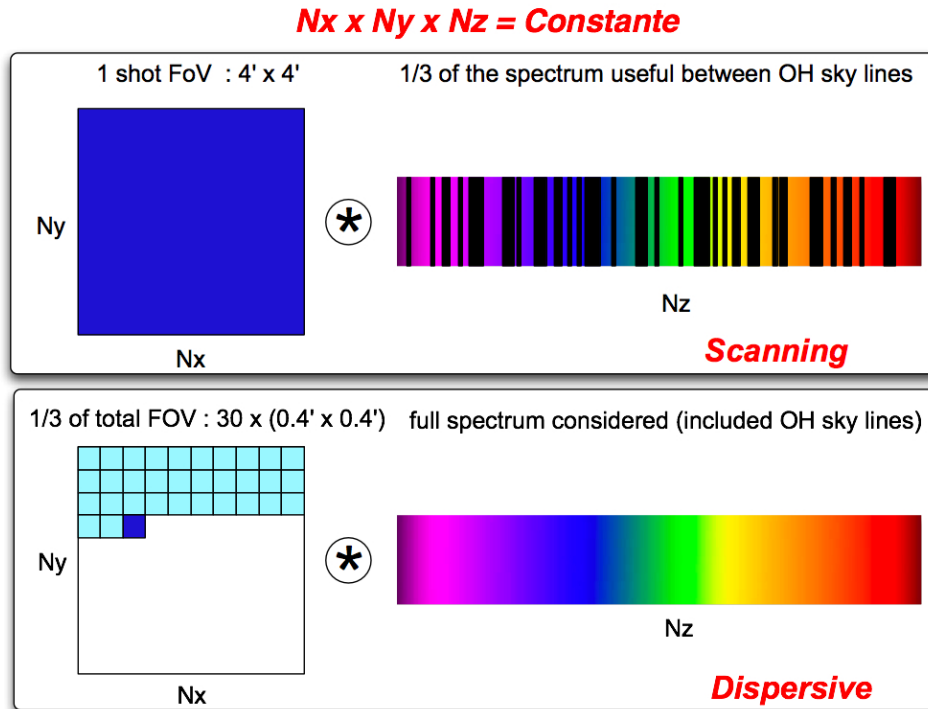 Nx x Ny x Nz = Constante
1 shot FoV : 4' x 4'
1/3 of the spectrum useful between OH sky lines
Ny
*
Nz
Nx
Scanning
1/3 of total FOV : 30 x (0.4' x 0.4')
full spectrum considered (included OH sky lines)
Ny
*
Nz
Nx
Dispersive